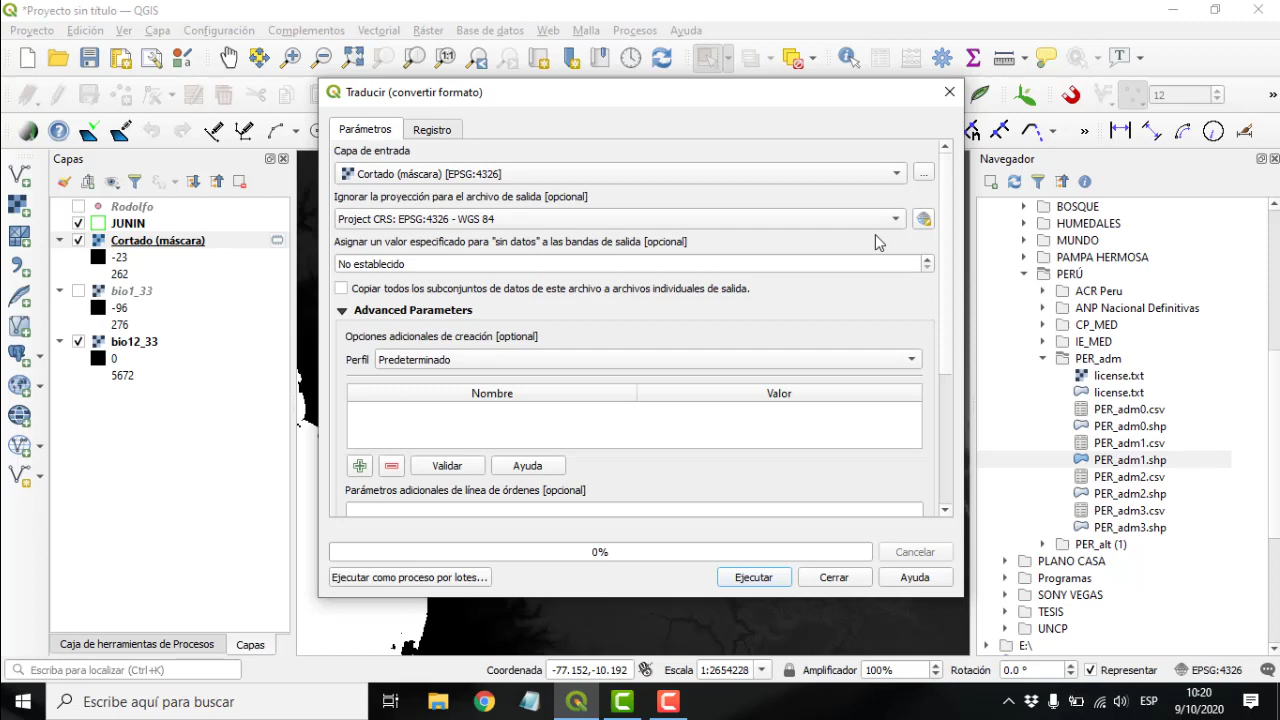 *Proyecto sin título — QGIS
Proyecto Edición Ver Capa Configuración Complementos Vectorial Ráster Base de datos Web Malla Procesos Ayuda
12
Capas
Rodolfo
JUNIN
Cortado (máscara)
-23
262
bio1_33
-96
276
bio12_33
0
5672
Caja de herramientas de Procesos
Capas
Traducir (convertir formato)
Parámetros
Registro
Capa de entrada
Cortado (máscara) [EPSG:4326]
...
Ignorar la proyección para el archivo de salida [opcional]
Project CRS: EPSG:4326 - WGS 84
Asignar un valor especificado para "sin datos" a las bandas de salida [opcional]
No establecido
Copiar todos los subconjuntos de datos de este archivo a archivos individuales de salida.
Advanced Parameters
Opciones adicionales de creación [optional]
Perfil Predeterminado
Nombre Valor
Validar
Ayuda
Parámetros adicionales de línea de órdenes [opcional]
0%
Cancelar
Ejecutar como proceso por lotes...
Ejecutar
Cerrar
Ayuda
Navegador
BOSQUE
HUMEDALES
MUNDO
PAMPA HERMOSA
PERÚ
ACR Peru
ANP Nacional Definitivas
CP_MED
IE_MED
PER_adm
license.txt
license.txt
PER_adm0.csv
PER_adm0.shp
PER_adm1.csv
PER_adm1.shp
PER_adm2.csv
PER_adm2.shp
PER_adm3.csv
PER_adm3.shp
PER_alt (1)
PLANO CASA
Programas
SONY VEGAS
TESIS
UNCP
E:\
Escriba para localizar (Ctrl+K)
Coordenada -77.152,-10.192
Escala 1:2654228
Amplificador 100%
Rotación 0.0 °
Representar
EPSG:4326
Escribe aquí para buscar
ESP
10:20
9/10/2020